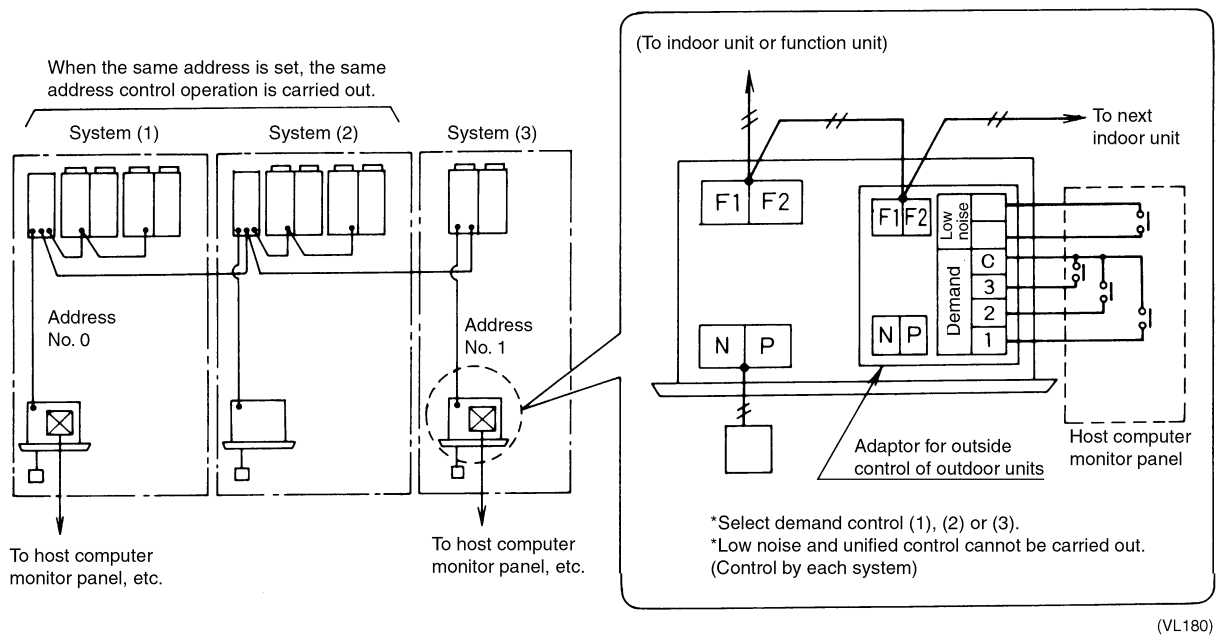 When the same address is set, the same
address control operation is carried out.
System (1)
System (2)
System (3)
Address
No. 0
Address
No. 1
To host computer
monitor panel, etc.
To host computer
monitor panel, etc.
(To indoor unit or function unit)
To next
indoor unit
F1 F2
F1 F2
Low
noise
Demand
C
3
2
1
N P
N P
Adaptor for outside
control of outdoor units
Host computer
monitor panel
*Select demand control (1), (2) or (3).
*Low noise and unified control cannot be carried out.
(Control by each system)
(VL180)